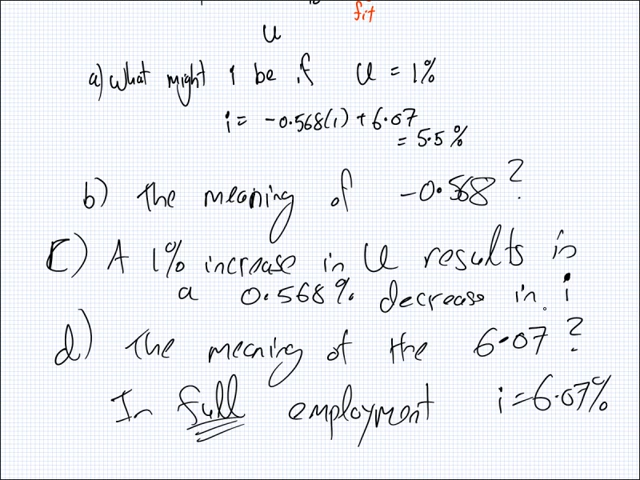 fit
u
a) what might i be if u = 1%
i = -0.568(1) + 6.07
= 5.5%
b) the meaning of -0.568?
c) A 1% increase in u results in
a 0.568% decrease in i
d) the meaning of the 6.07?
In full employment i = 6.07%